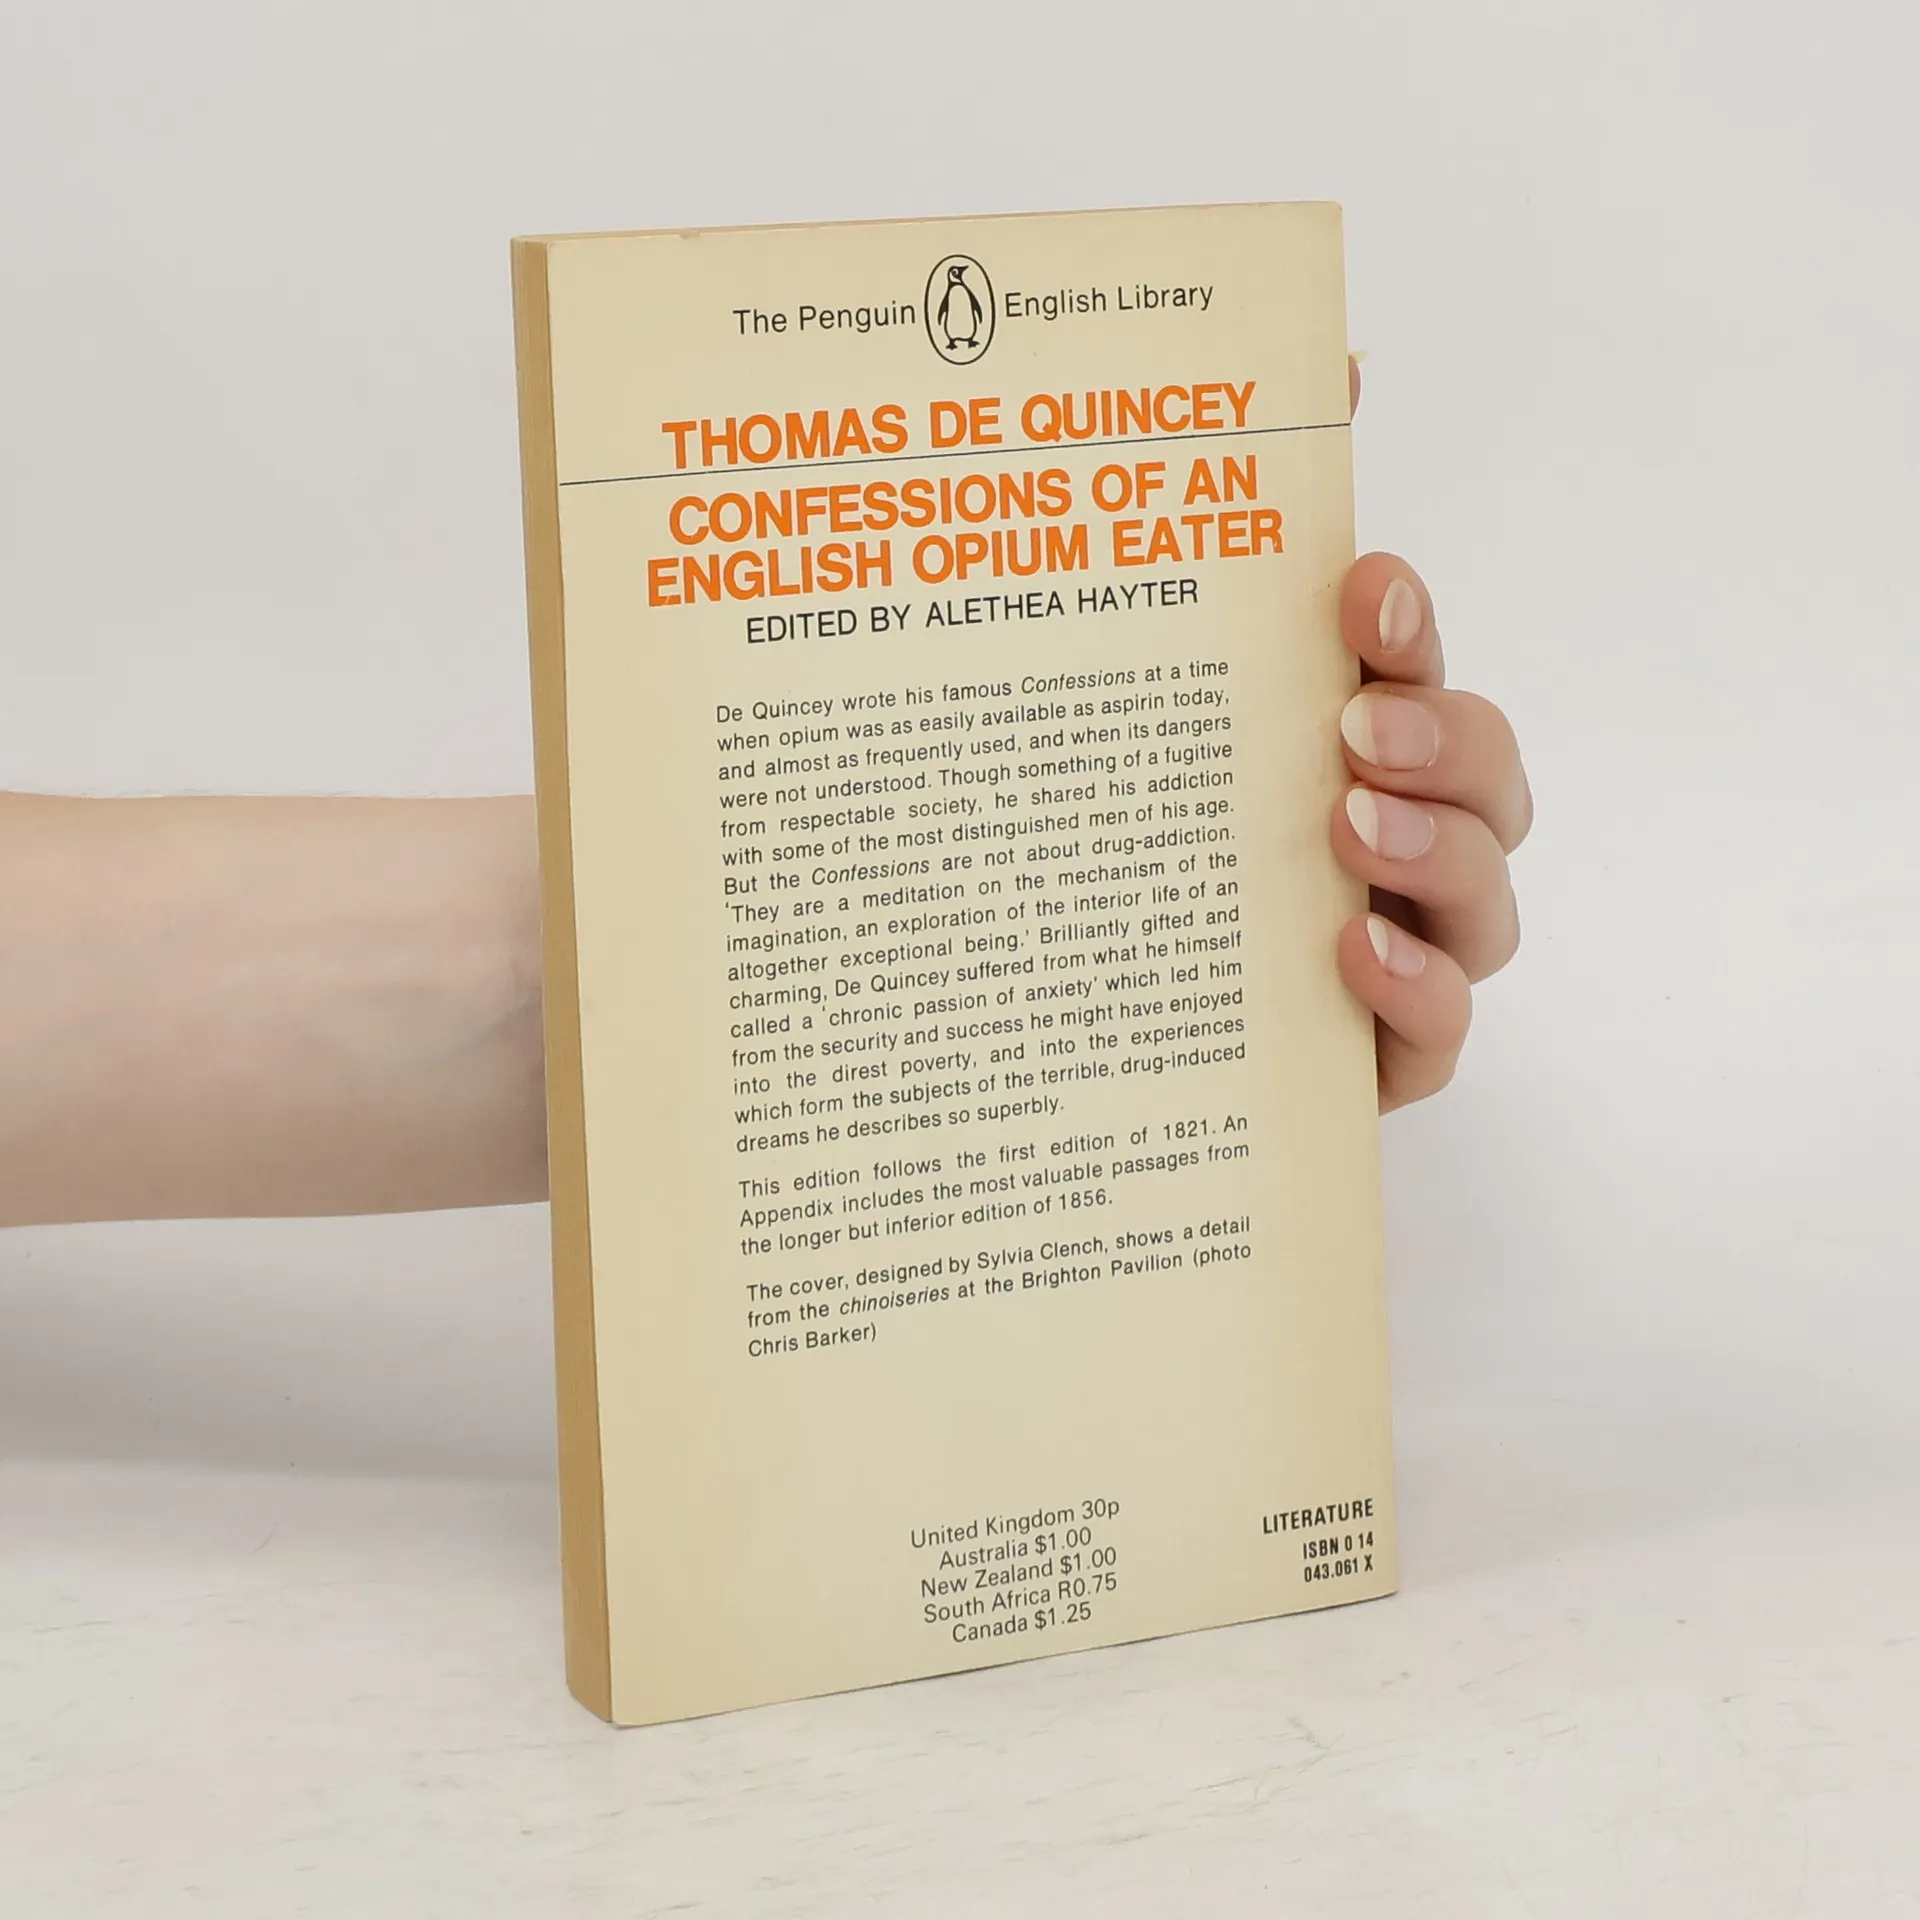 The Penguin English Library
THOMAS DE QUINCEY
CONFESSIONS OF AN
ENGLISH OPIUM EATER
EDITED BY ALETHEA HAYTER
De Quincey wrote his famous Confessions at a time
when opium was as easily available as aspirin today,
and almost as frequently used, and when its dangers
were not understood. Though something of a fugitive
from respectable society, he shared his addiction
with some of the most distinguished men of his age.
But the Confessions are not about drug-addiction.
‘They are a meditation on the mechanism of the
imagination, an exploration of the interior life of an
altogether exceptional being.’ Brilliantly gifted and
charming, De Quincey suffered from what he himself
called a ‘chronic passion of anxiety’ which led him
from the security and success he might have enjoyed
into the direst poverty, and into the experiences
which form the subjects of the terrible, drug-induced
dreams he describes so superbly.
This edition follows the first edition of 1821. An
Appendix includes the most valuable passages from
the longer but inferior edition of 1856.
The cover, designed by Sylvia Clench, shows a detail
from the chinoiseries at the Brighton Pavilion (photo
Chris Barker)
United Kingdom 30p
Australia $1.00
New Zealand $1.00
South Africa R0.75
Canada $1.25
LITERATURE
ISBN 0 14
043.061 X